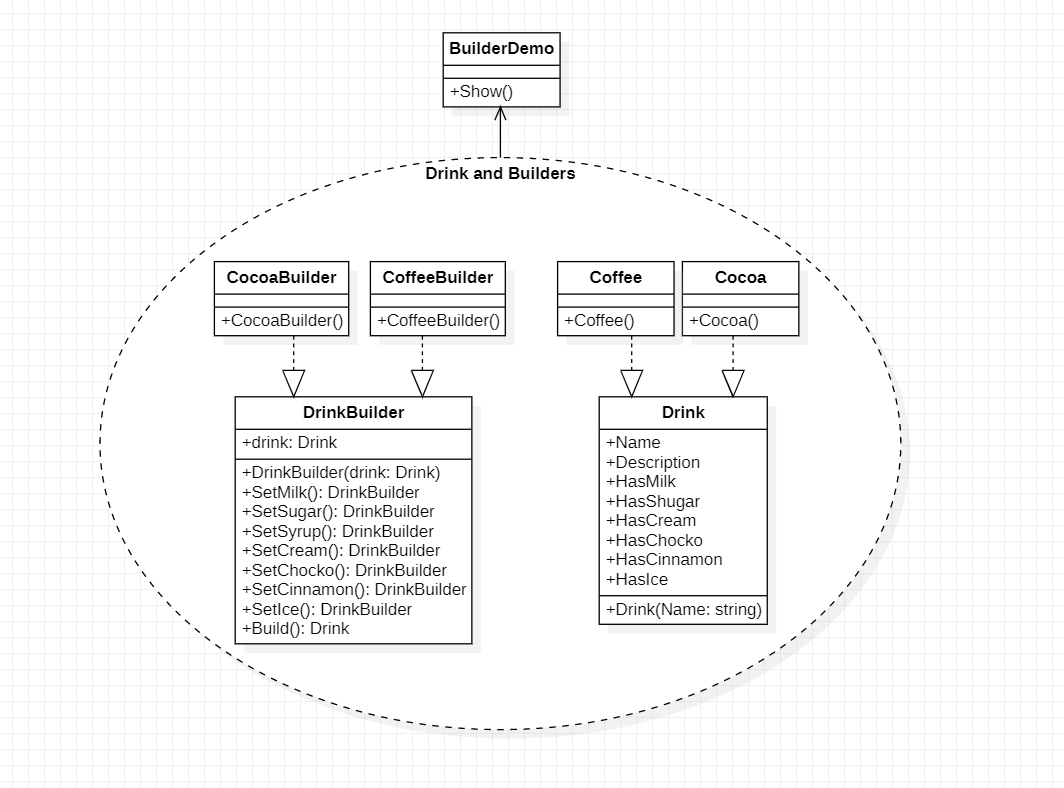 BuilderDemo
+Show()
Drink and Builders
CocoaBuilder
+CocoaBuilder()
CoffeeBuilder
+CoffeeBuilder()
Coffee
+Coffee()
Cocoa
+Cocoa()
DrinkBuilder
+drink: Drink
+DrinkBuilder(drink: Drink)
+SetMilk(): DrinkBuilder
+SetSugar(): DrinkBuilder
+SetSyrup(): DrinkBuilder
+SetCream(): DrinkBuilder
+SetChocko(): DrinkBuilder
+SetCinnamon(): DrinkBuilder
+SetIce(): DrinkBuilder
+Build(): Drink
Drink
+Name
+Description
+HasMilk
+HasShugar
+HasCream
+HasChocko
+HasCinnamon
+HasIce
+Drink(Name: string)